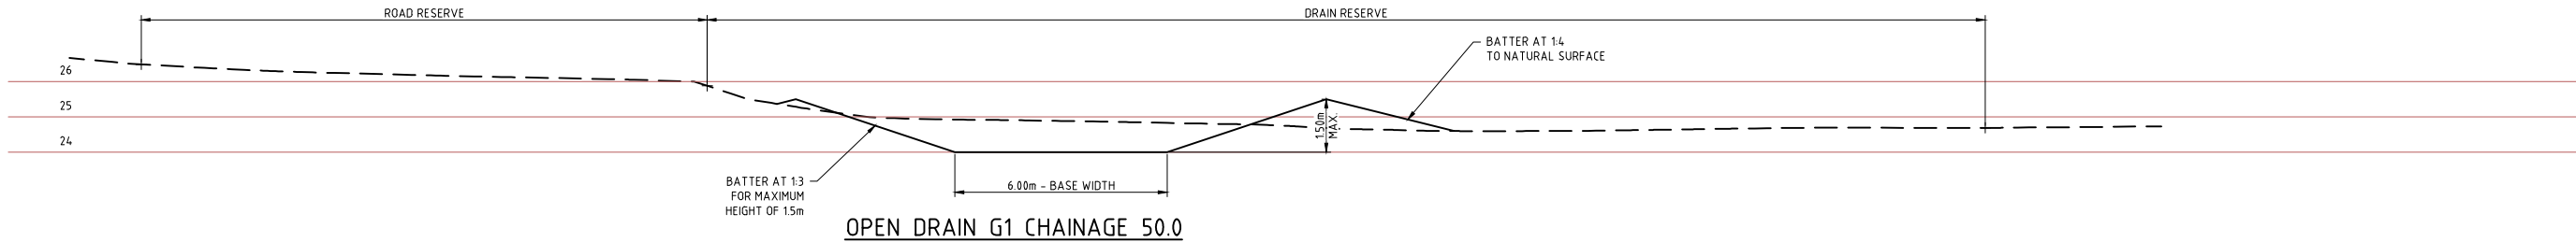 ROAD RESERVE
DRAIN RESERVE
BATTER AT 1:4
TO NATURAL SURFACE
26
25
24
1.50m
MAX.
BATTER AT 1:3
FOR MAXIMUM
HEIGHT OF 1.5m
6.00m - BASE WIDTH
OPEN DRAIN G1 CHAINAGE 50.0